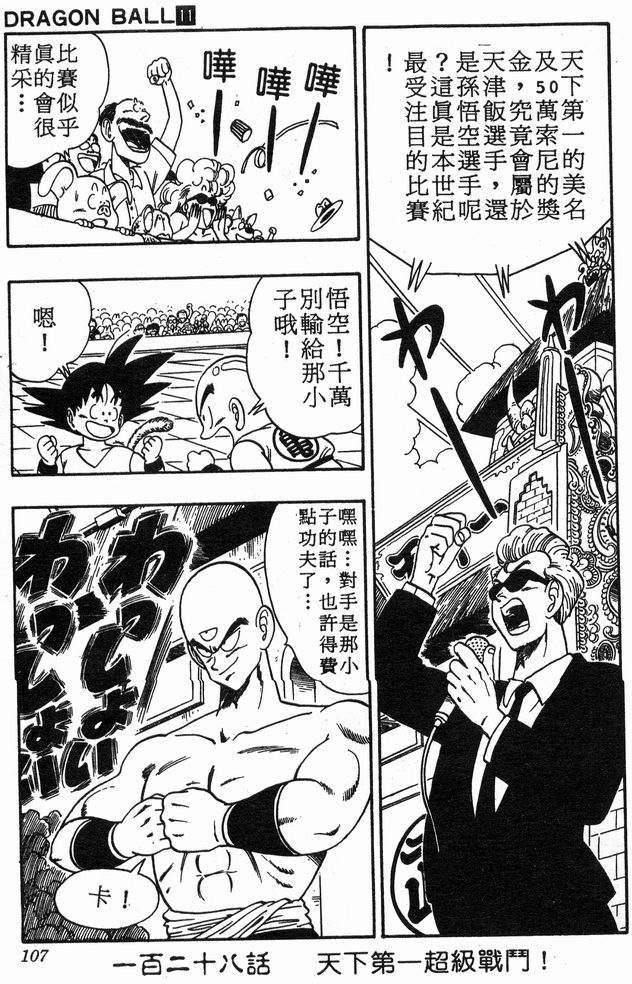 DRAGON BALL 11
天下第一的美名
及50萬索尼的獎
金，究竟會屬於
天津飯選手，還
是孫悟空選手呢
？這真是本世紀
最受注目的比賽
！
わー
わー
比賽似乎
真的會很
精采…
嘩
嘩
嘩
悟空！千萬
別輸給那小
子哦！
嗯！
嘿嘿…對手是那小
子的話，也許得費
點功夫了…
わっしょい
わっしょい
卡！
107
一百二十八話 天下第一超級戰鬥！